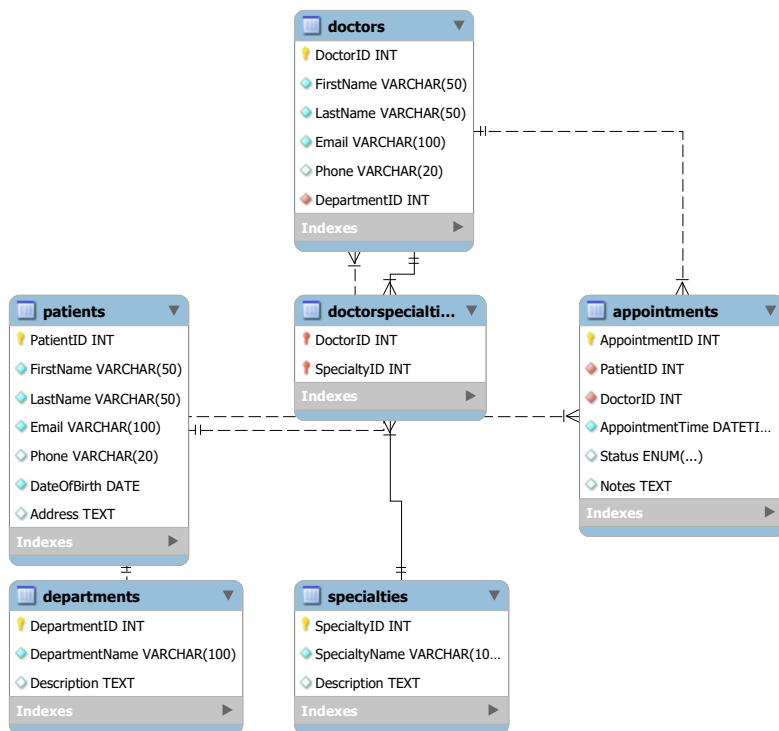 doctors
DoctorID INT
FirstName VARCHAR(50)
LastName VARCHAR(50)
Email VARCHAR(100)
Phone VARCHAR(20)
DepartmentID INT
Indexes
patients
PatientID INT
FirstName VARCHAR(50)
LastName VARCHAR(50)
Email VARCHAR(100)
Phone VARCHAR(20)
DateOfBirth DATE
Address TEXT
Indexes
doctorspecialti...
DoctorID INT
SpecialtyID INT
Indexes
appointments
AppointmentID INT
PatientID INT
DoctorID INT
AppointmentTime DATETI...
Status ENUM(...)
Notes TEXT
Indexes
departments
DepartmentID INT
DepartmentName VARCHAR(100)
Description TEXT
Indexes
specialties
SpecialtyID INT
SpecialtyName VARCHAR(10...
Description TEXT
Indexes